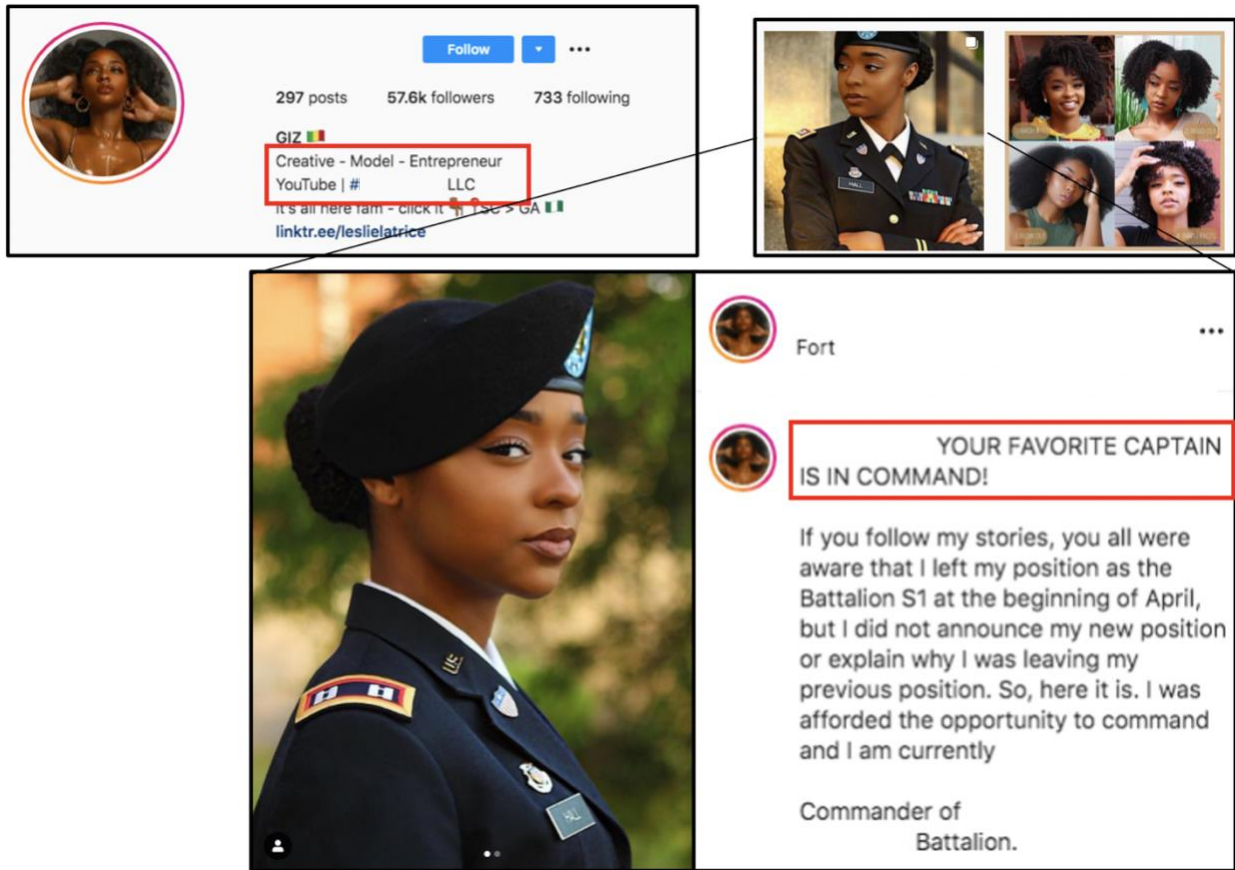 Follow
297 posts 57.6k followers 733 following
GIZ
Creative - Model - Entrepreneur
YouTube | # LLC
it's all here fam - click it SC > GA
linktr.ee/leslielatrice
HALL
Fort
YOUR FAVORITE CAPTAIN
IS IN COMMAND!
If you follow my stories, you all were
aware that I left my position as the
Battalion S1 at the beginning of April,
but I did not announce my new position
or explain why I was leaving my
previous position. So, here it is. I was
afforded the opportunity to command
and I am currently
Commander of
Battalion.
US
HALL